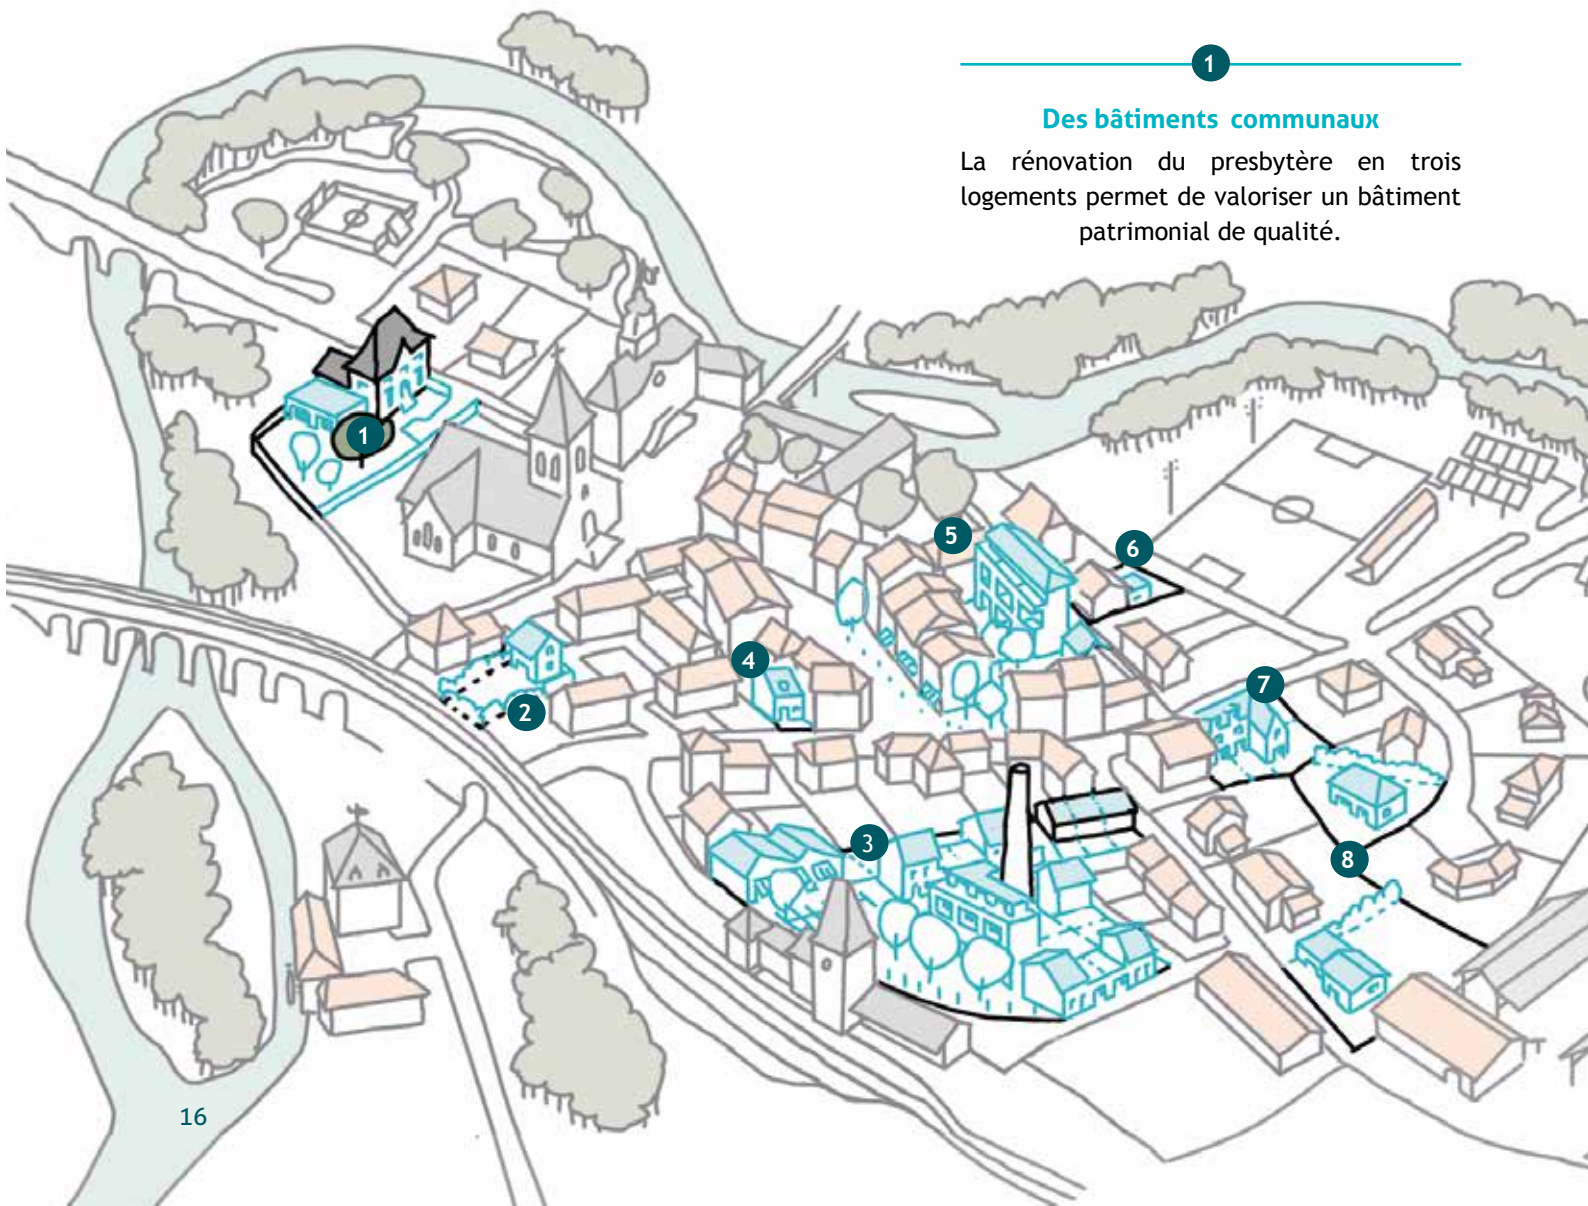 1
Des bâtiments communaux
La rénovation du presbytère en trois
logements permet de valoriser un bâtiment
patrimonial de qualité.
1
5
6
4
7
2
3
8
16